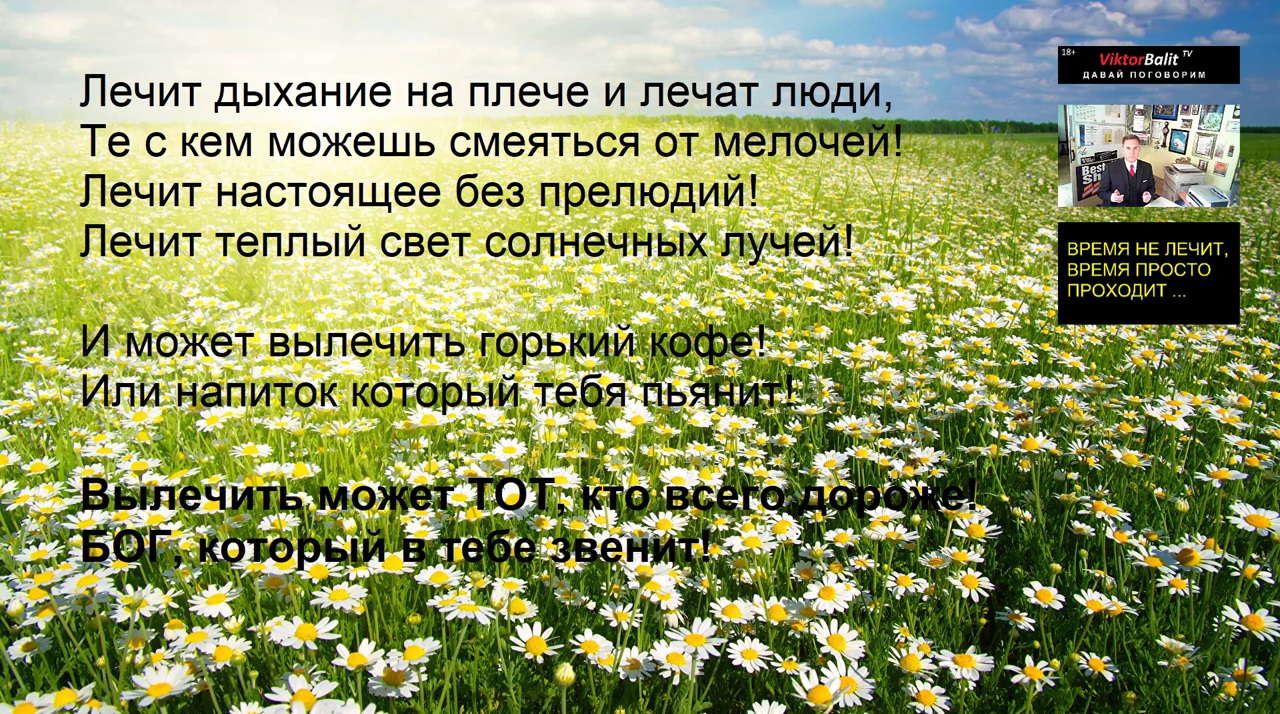 Лечит дыхание на плече и лечат люди,
Те с кем можешь смеяться от мелочей!
Лечит настоящее без прелюдий!
Лечит теплый свет солнечных лучей!
И может вылечить горький кофе!
Или напиток который тебя пьянит!
Вылечить может ТОТ, кто всего дороже!
БОГ, который в тебе звенит!
18+
ViktorBalit TV
ДАВАЙ ПОГОВОРИМ
Best
Sh
ВРЕМЯ НЕ ЛЕЧИТ,
ВРЕМЯ ПРОСТО
ПРОХОДИТ ...